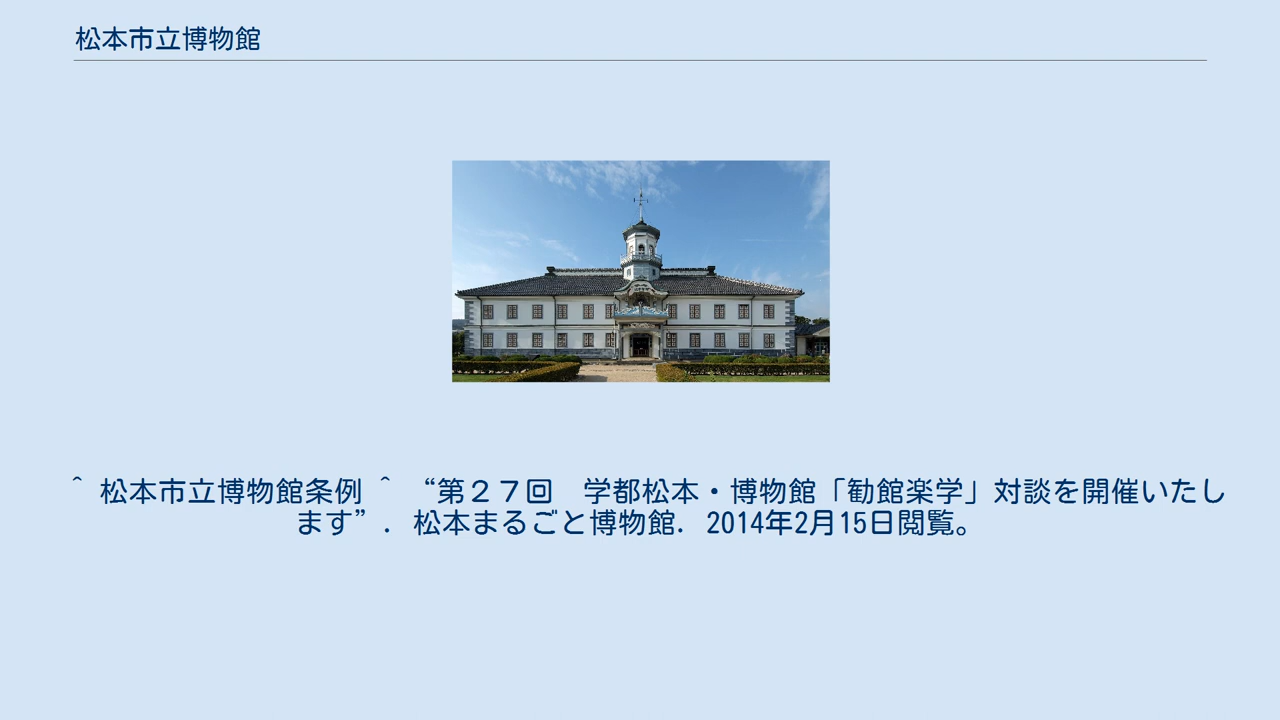 松本市立博物館
^ 松本市立博物館条例 ^ “第２７回　学都松本・博物館「勧館楽学」対談を開催いたし
ます”. 松本まるごと博物館. 2014年2月15日閲覧。